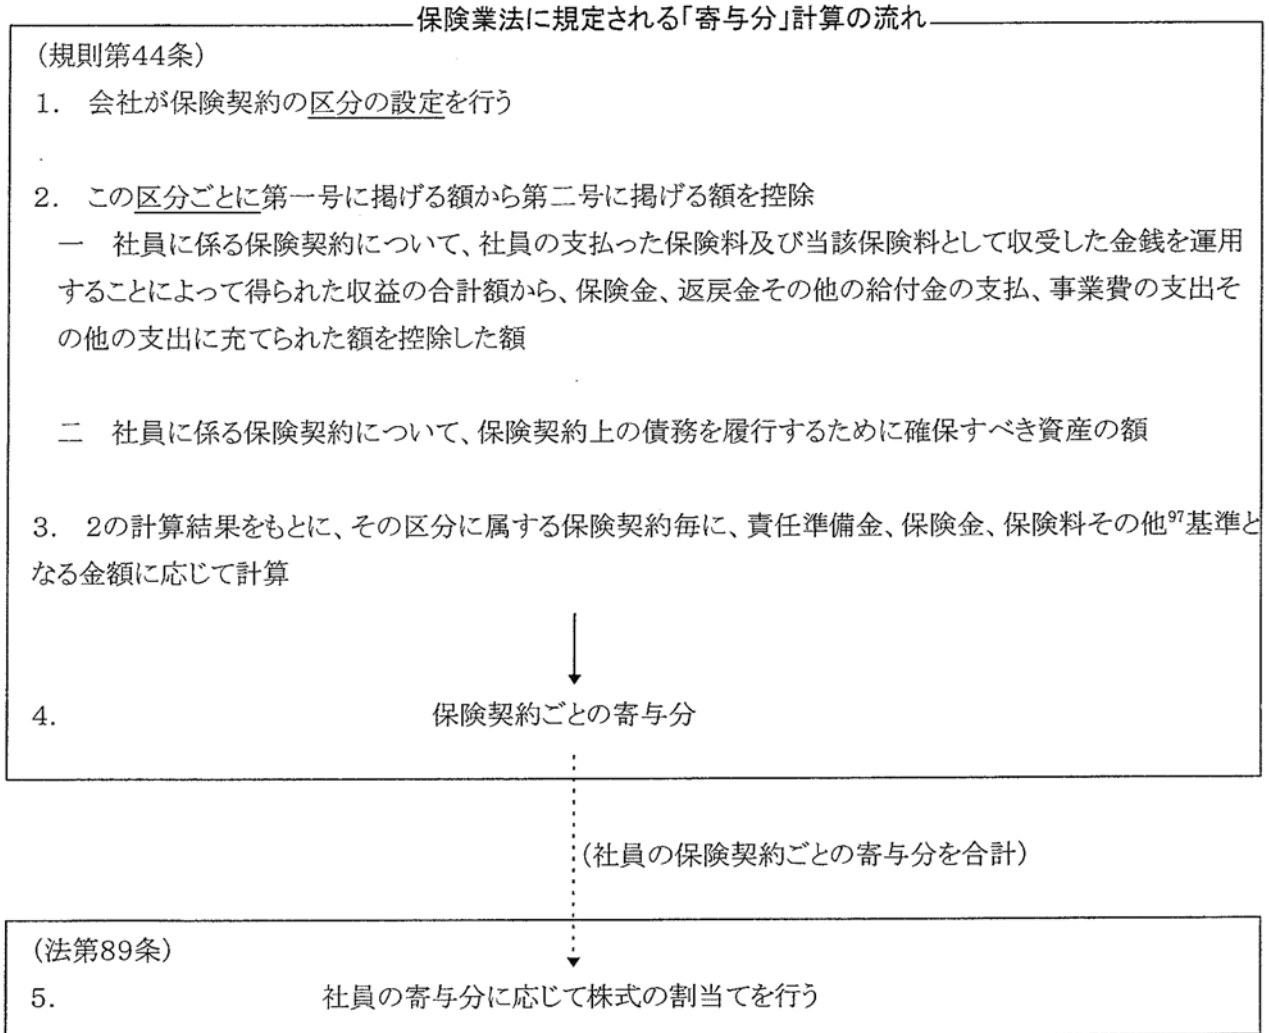 保険業法に規定される「寄与分」計算の流れ
(規則第44条)
1. 会社が保険契約の区分の設定を行う
2. この区分ごとに第一号に掲げる額から第二号に掲げる額を控除
一 社員に係る保険契約について、社員の支払った保険料及び当該保険料として収受した金銭を運用
することによって得られた収益の合計額から、保険金、返戻金その他の給付金の支払、事業費の支出そ
の他の支出に充てられた額を控除した額
二 社員に係る保険契約について、保険契約上の債務を履行するために確保すべき資産の額
3. 2の計算結果をもとに、その区分に属する保険契約毎に、責任準備金、保険金、保険料その他97基準と
なる金額に応じて計算
4. 保険契約ごとの寄与分
(社員の保険契約ごとの寄与分を合計)
(法第89条)
5. 社員の寄与分に応じて株式の割当てを行う